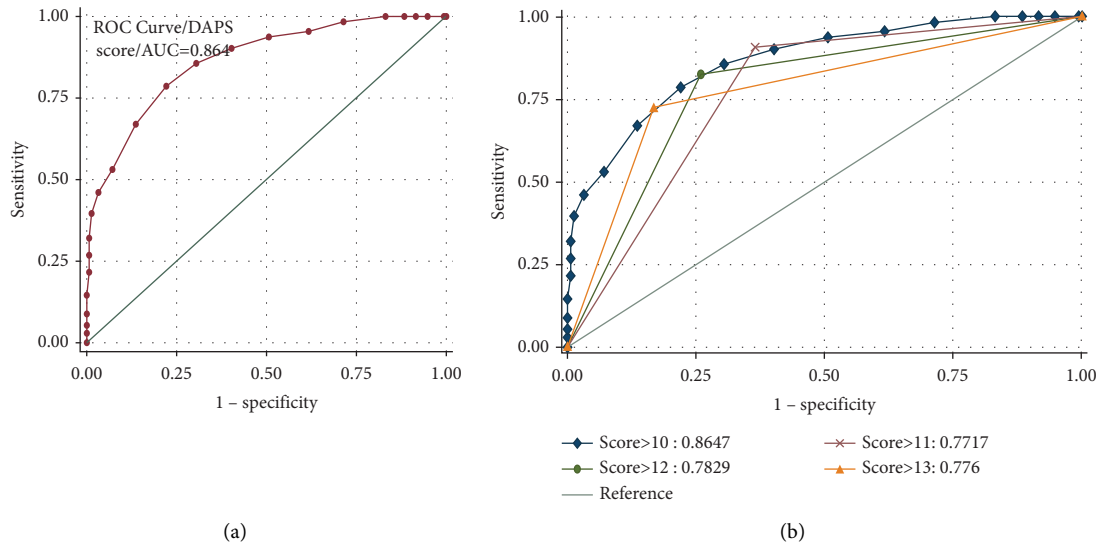 1.00
0.75
0.50
0.25
0.00
Sensitivity
ROC Curve/DAPS
score/AUC=0.864
0.00 0.25 0.50 0.75 1.00
1 – specificity
(a)
1.00
0.75
0.50
0.25
0.00
Sensitivity
0.00 0.25 0.50 0.75 1.00
1 – specificity
Score>10 : 0.8647
Score>11: 0.7717
Score>12 : 0.7829
Score>13: 0.776
Reference
(b)